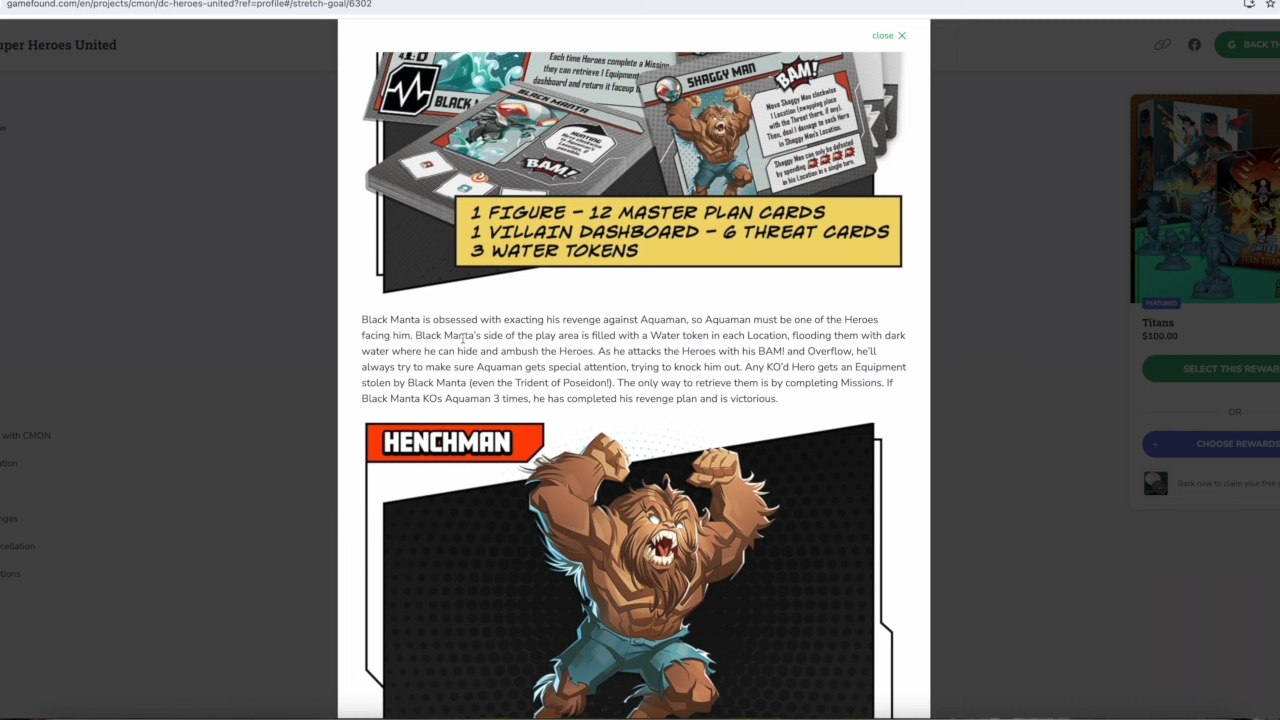 gamefound.com/en/projects/cmon/dc-heroes-united?ref=profile#/stretch-goal/6302
uper Heroes United
BACK TH
close
Each time Heroes complete a Mission,
they can retrieve 1 Equipment
dashboard and return it faceup
BLACK
BLACK MANTA
HUNTING
BAM!
SHAGGY MAN
BAM!
Move Shaggy Man clockwise
1 Location (swapping place
with the Threat there, if any).
Then, deal 1 damage to each Hero
in Shaggy Man's Location.
Shaggy Man can only be defeated
by spending
in his Location in a single turn.
1 FIGURE – 12 MASTER PLAN CARDS
1 VILLAIN DASHBOARD – 6 THREAT CARDS
3 WATER TOKENS
Black Manta is obsessed with exacting his revenge against Aquaman, so Aquaman must be one of the Heroes
facing him. Black Manta's side of the play area is filled with a Water token in each Location, flooding them with dark
water where he can hide and ambush the Heroes. As he attacks the Heroes with his BAM! and Overflow, he'll
always try to make sure Aquaman gets special attention, trying to knock him out. Any KO'd Hero gets an Equipment
stolen by Black Manta (even the Trident of Poseidon!). The only way to retrieve them is by completing Missions. If
Black Manta KOs Aquaman 3 times, he has completed his revenge plan and is victorious.
HENCHMAN
w
with CMON
ation
nges
cellation
tions
TEEN TITA
FEATURED
Titans
$100.00
SELECT THIS REWAR
OR
CHOOSE REWARDS
Back now to claim your free